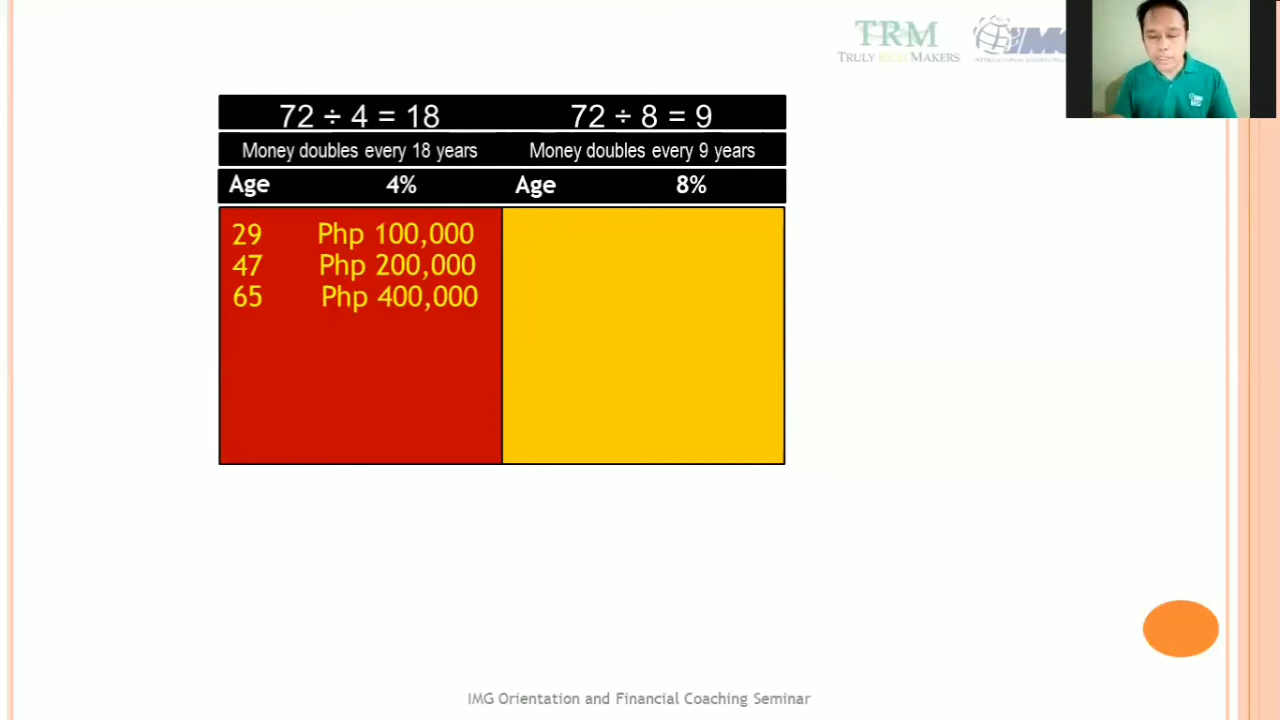 TRM
TRULY RICH MAKERS
72 ÷ 4 = 18 72 ÷ 8 = 9
Money doubles every 18 years Money doubles every 9 years
Age 4% Age 8%
29 Php 100,000
47 Php 200,000
65 Php 400,000
IMG Orientation and Financial Coaching Seminar